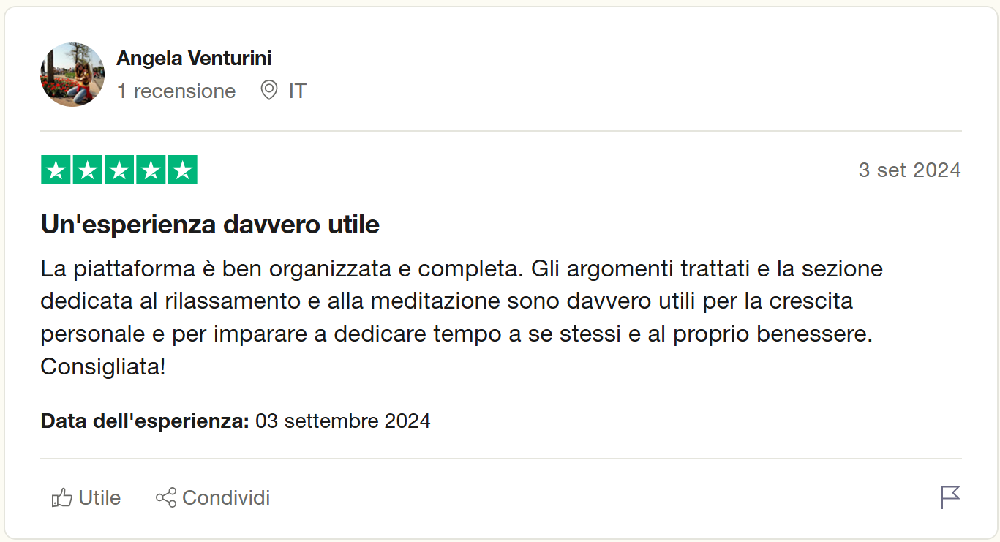 Angela Venturini
1 recensione IT
3 set 2024
Un'esperienza davvero utile
La piattaforma è ben organizzata e completa. Gli argomenti trattati e la sezione
dedicata al rilassamento e alla meditazione sono davvero utili per la crescita
personale e per imparare a dedicare tempo a se stessi e al proprio benessere.
Consigliata!
Data dell'esperienza: 03 settembre 2024
Utile Condividi